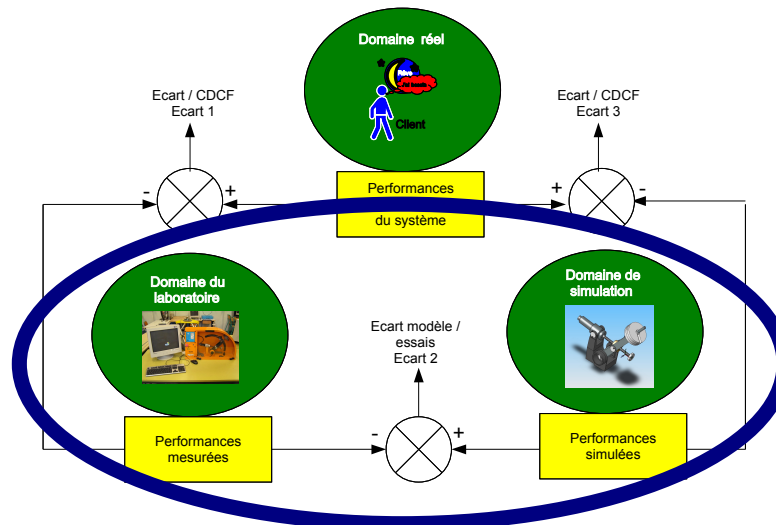 Domaine réel
Rêve
Client
Ecart / CDCF
Ecart 1
Ecart / CDCF
Ecart 3
-
+
+
-
Performances
du système
Domaine du
laboratoire
Domaine de
simulation
Ecart modèle /
essais
Ecart 2
-
+
Performances
mesurées
Performances
simulées